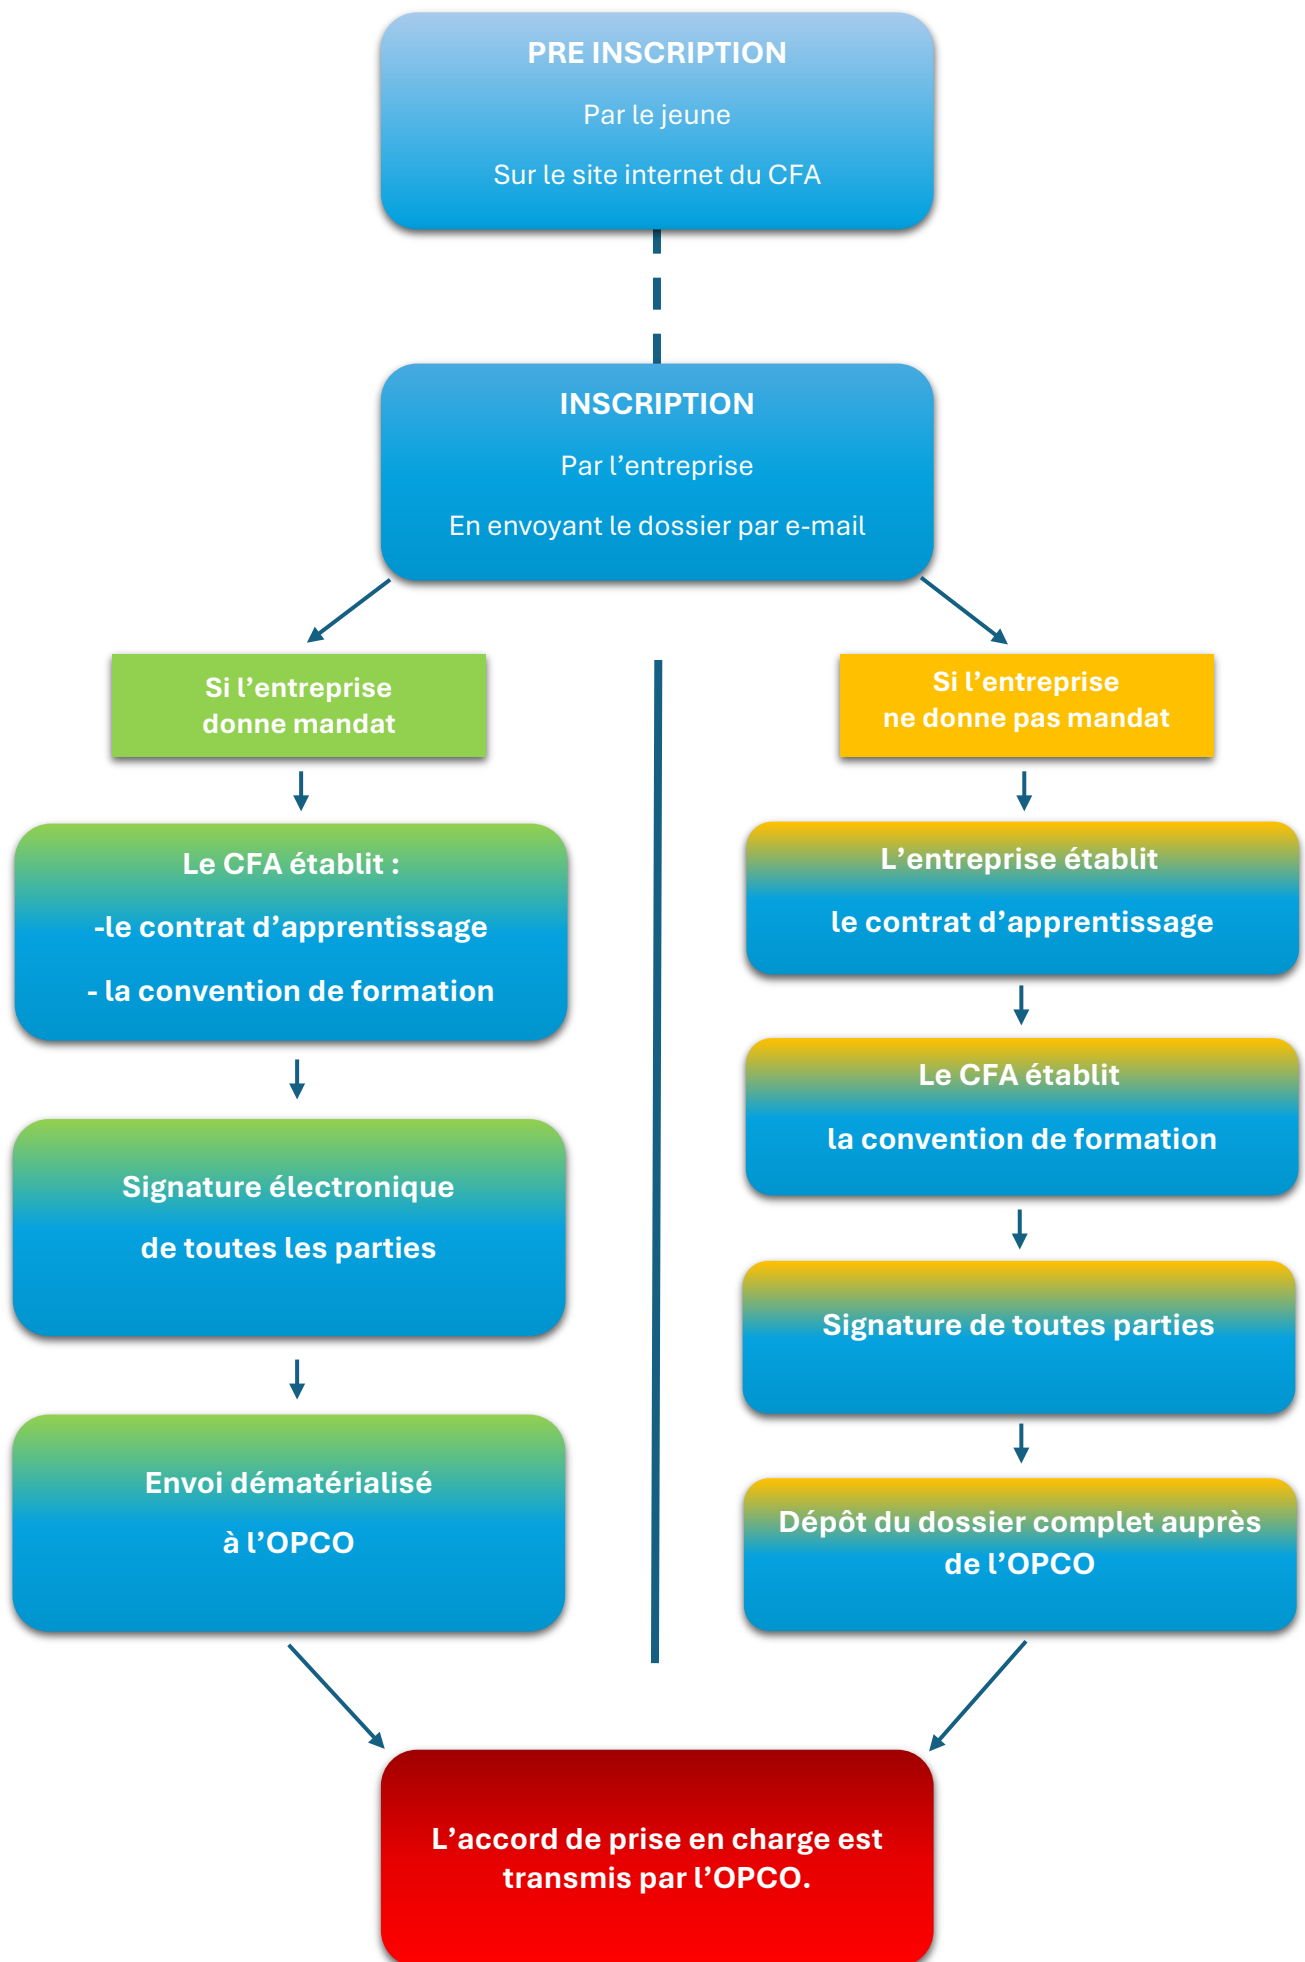 PRE INSCRIPTION
Par le jeune
Sur le site internet du CFA
INSCRIPTION
Par l’entreprise
En envoyant le dossier par e-mail
Si l’entreprise
donne mandat
Le CFA établit :
-le contrat d’apprentissage
- la convention de formation
Signature électronique
de toutes les parties
Envoi dématérialisé
à l’OPCO
Si l’entreprise
ne donne pas mandat
L’entreprise établit
le contrat d’apprentissage
Le CFA établit
la convention de formation
Signature de toutes parties
Dépôt du dossier complet auprès
de l’OPCO
L’accord de prise en charge est
transmis par l’OPCO.